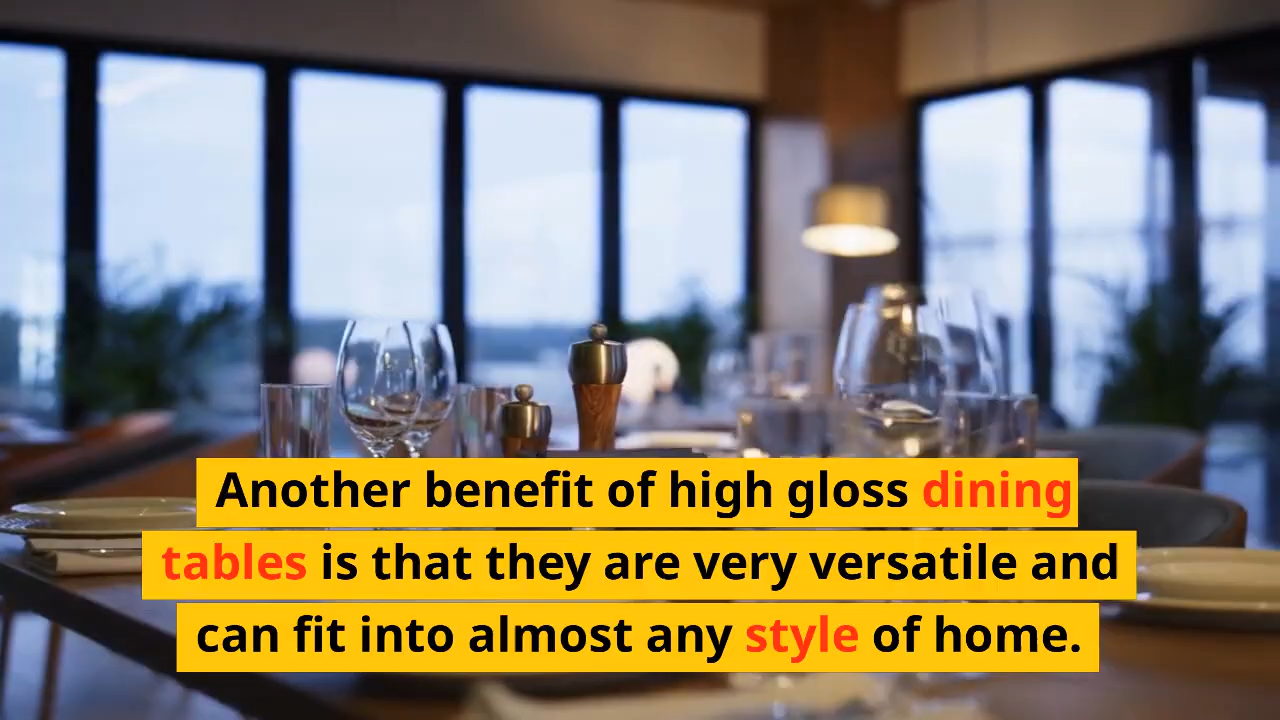 Another benefit of high gloss dining
tables is that they are very versatile and
can fit into almost any style of home.